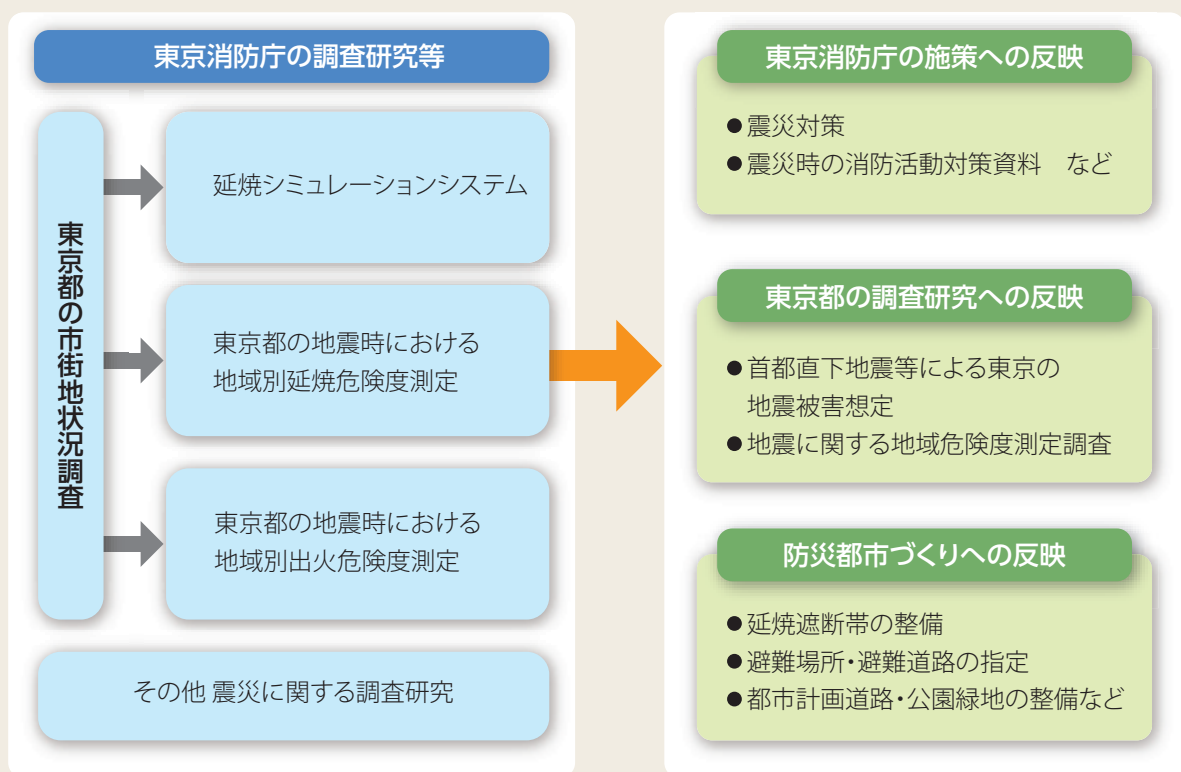 東京消防庁の調査研究等
東京都の市街地状況調査
延焼シミュレーションシステム
東京都の地震時における
地域別延焼危険度測定
東京都の地震時における
地域別出火危険度測定
その他 震災に関する調査研究
東京消防庁の施策への反映
●震災対策
●震災時の消防活動対策資料　など
東京都の調査研究への反映
●首都直下地震等による東京の
地震被害想定
●地震に関する地域危険度測定調査
防災都市づくりへの反映
●延焼遮断帯の整備
●避難場所・避難道路の指定
●都市計画道路・公園緑地の整備など